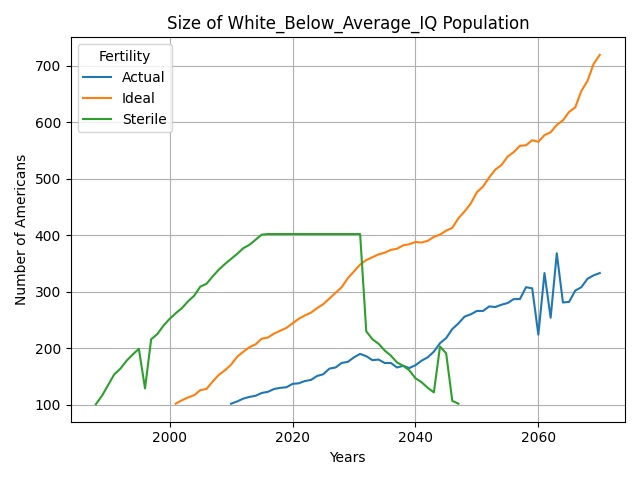 Size of White_Below_Average_IQ Population
Fertility
Actual
Ideal
Sterile
Number of Americans
700
600
500
400
300
200
100
2000 2020 2040 2060
Years